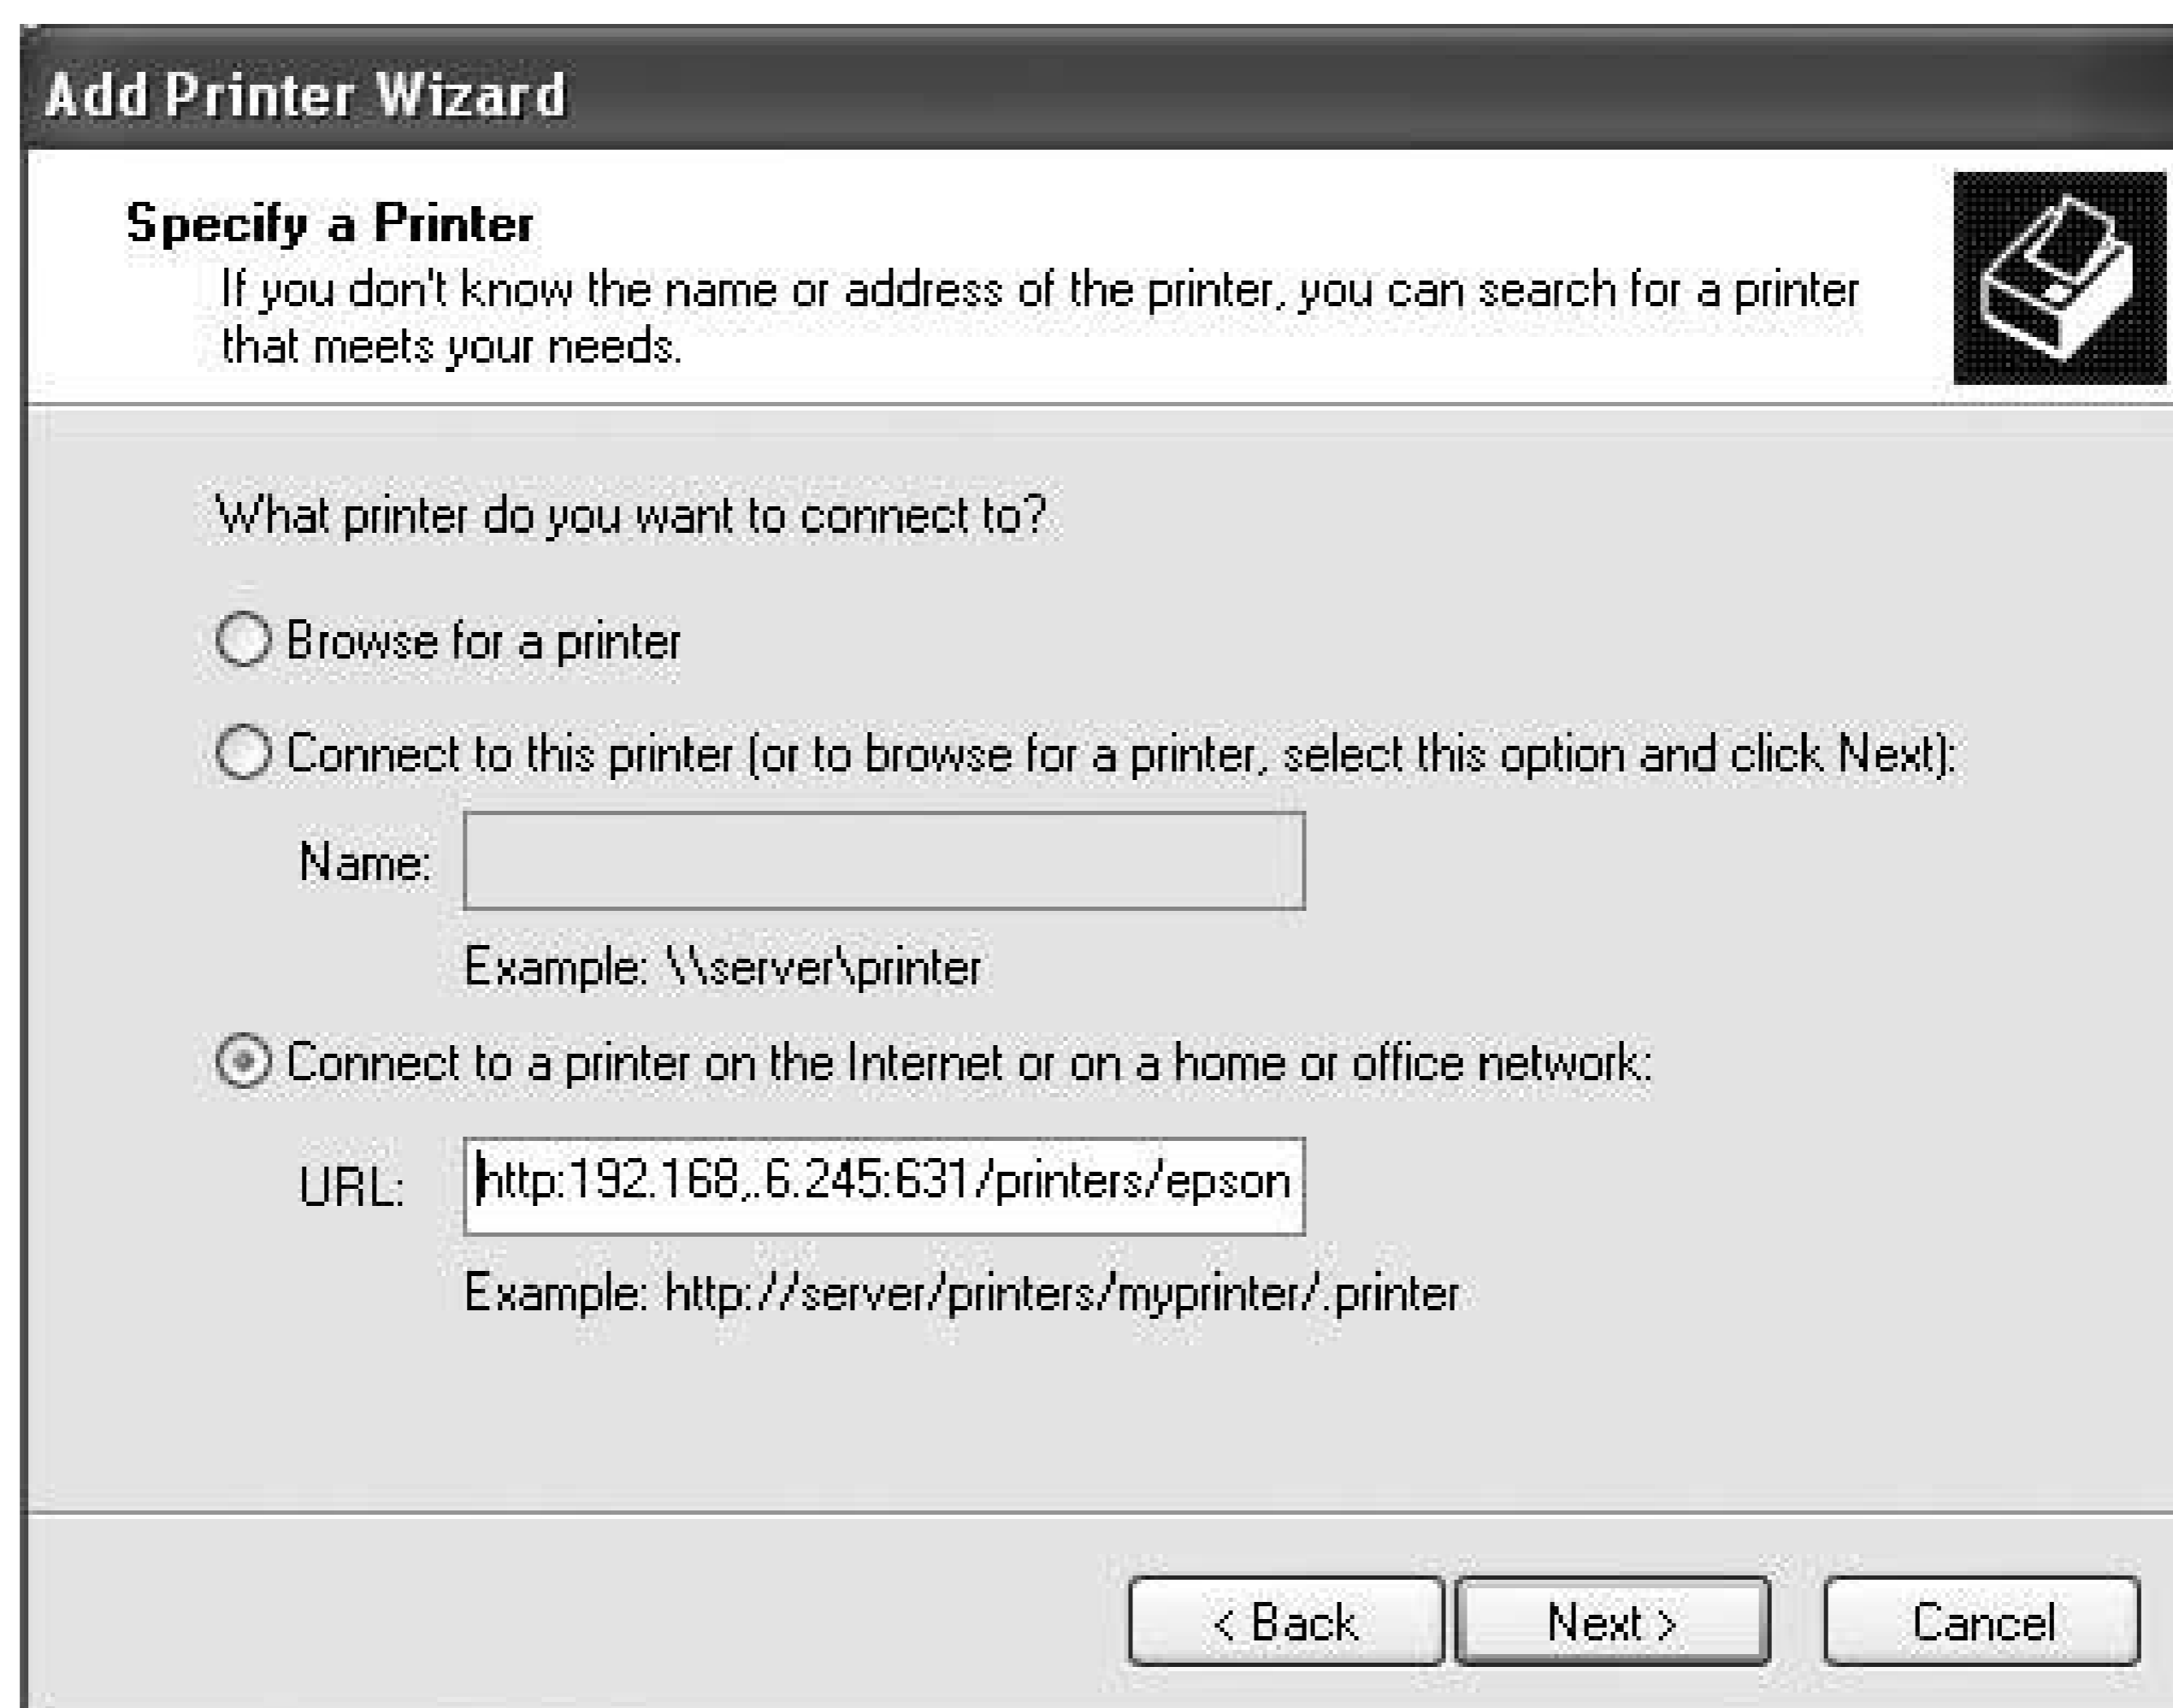 Add Printer Wizard
Specify a Printer
If you don't know the name or address of the printer, you can search for a printer
that meets your needs.
What printer do you want to connect to?
Browse for a printer
Connect to this printer (or to browse for a printer, select this option and click Next):
Name:
Example: \\server\printer
Connect to a printer on the Internet or on a home or office network:
URL: http:192.168,.6.245:631/printers/epson
Example: http://server/printers/myprinter/.printer
< Back Next > Cancel